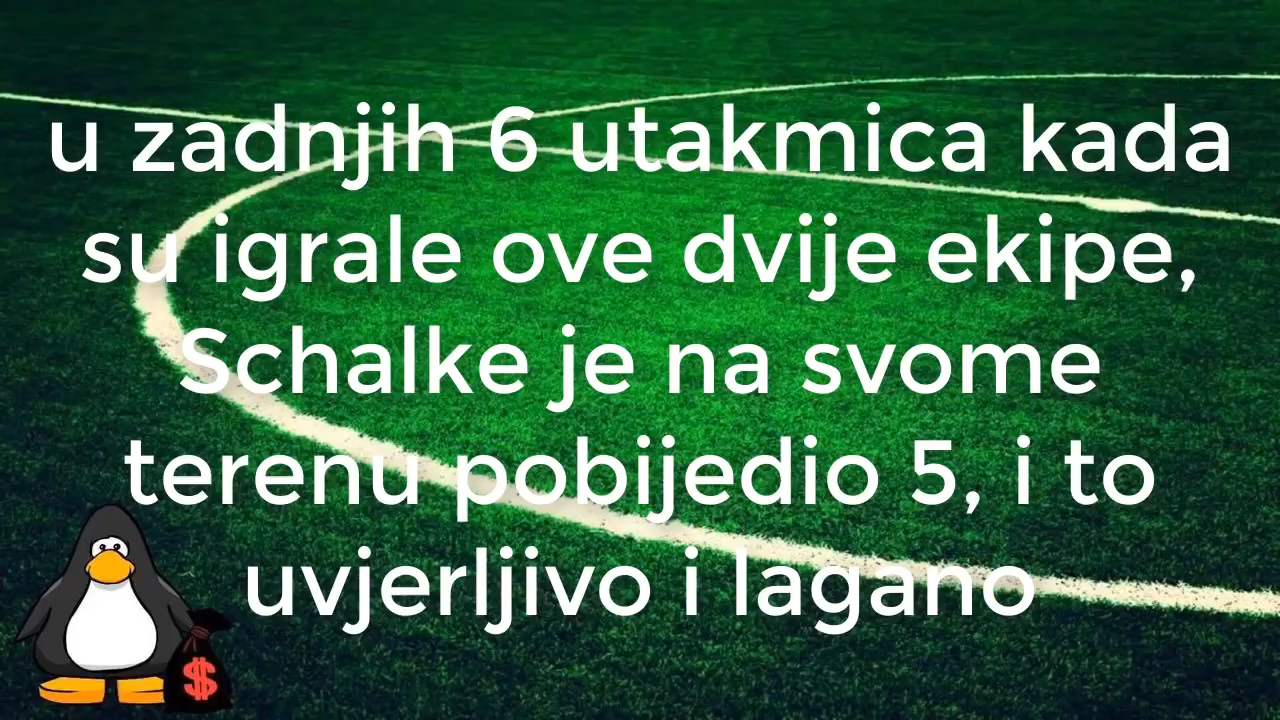 u zadnjih 6 utakmica kada
su igrale ove dvije ekipe,
Schalke je na svome
terenu pobijedio 5, i to
uvjerljivo i lagano
$